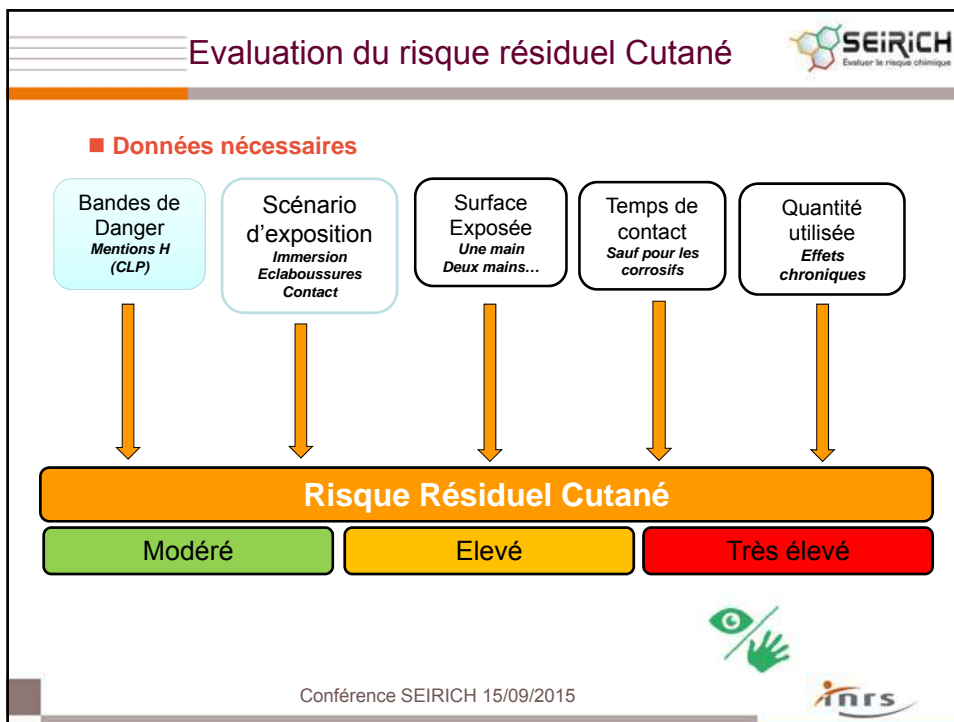 Evaluation du risque résiduel Cutané
SEIRICH
Évaluer le risque chimique
Données nécessaires
Bandes de
Danger
Mentions H
(CLP)
Scénario
d'exposition
Immersion
Eclaboussures
Contact
Surface
Exposée
Une main
Deux mains…
Temps de
contact
Sauf pour les
corrosifs
Quantité
utilisée
Effets
chroniques
Risque Résiduel Cutané
Modéré
Elevé
Très élevé
Conférence SEIRICH 15/09/2015
inrs